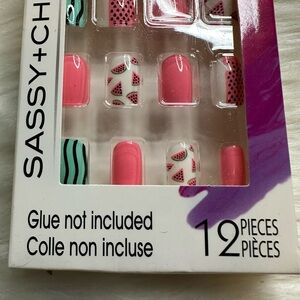 SASSY+CH
Glue not included
Colle non incluse
12 PIECES
PIÈCES